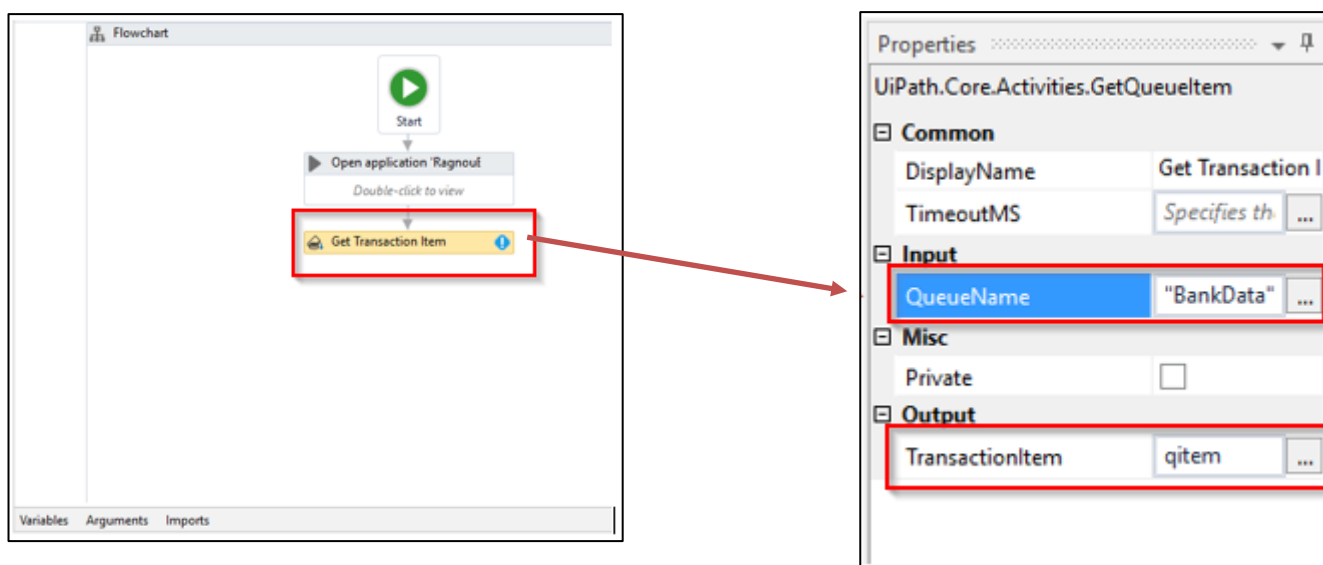 Flowchart
Start
Open application 'Ragnout
Double-click to view
Get Transaction Item
Variables Arguments Imports
Properties
UiPath.Core.Activities.GetQueueItem
Common
DisplayName Get Transaction I
TimeoutMS Specifies th
Input
QueueName "BankData"
Misc
Private
Output
TransactionItem qitem